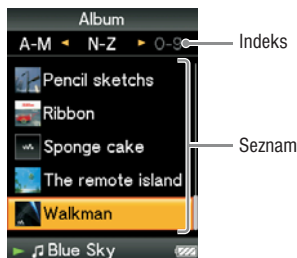 Album
A-M ◄ N-Z ► 0-9
Indeks
Pencil sketchs
Ribbon
Sponge cake
Seznam
The remote island
Walkman
Blue Sky